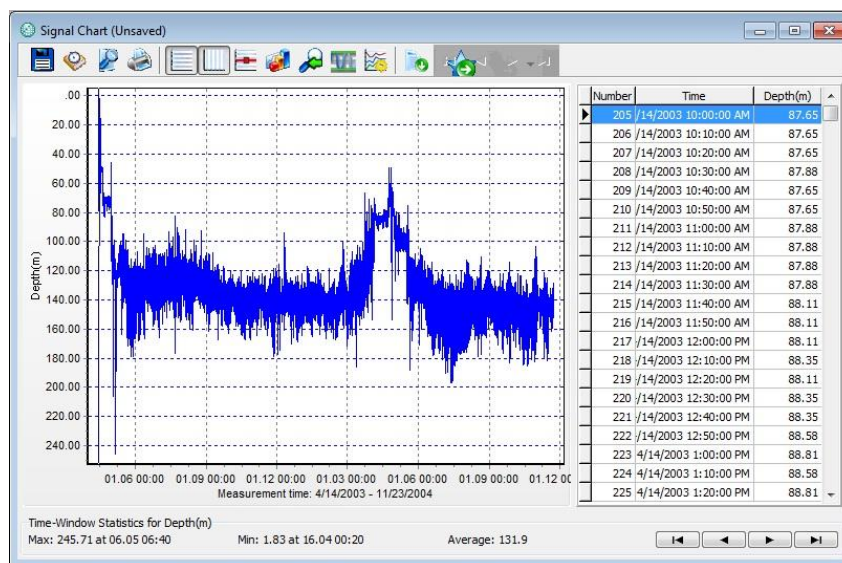 Signal Chart (Unsaved)
.00
20.00
40.00
60.00
80.00
100.00
120.00
140.00
160.00
180.00
200.00
220.00
240.00
Depth(m)
01.06 00:00 01.09 00:00 01.12 00:00 01.03 00:00 01.06 00:00 01.09 00:00 01.12 0(
Measurement time: 4/14/2003 - 11/23/2004
Number Time Depth(m)
205 /14/2003 10:00:00 AM 87.65
206 /14/2003 10:10:00 AM 87.65
207 /14/2003 10:20:00 AM 87.65
208 /14/2003 10:30:00 AM 87.88
209 /14/2003 10:40:00 AM 87.65
210 /14/2003 10:50:00 AM 87.65
211 /14/2003 11:00:00 AM 87.88
212 /14/2003 11:10:00 AM 87.88
213 /14/2003 11:20:00 AM 87.88
214 /14/2003 11:30:00 AM 87.88
215 /14/2003 11:40:00 AM 88.11
216 /14/2003 11:50:00 AM 88.11
217 /14/2003 12:00:00 PM 88.11
218 /14/2003 12:10:00 PM 88.35
219 /14/2003 12:20:00 PM 88.11
220 /14/2003 12:30:00 PM 88.35
221 /14/2003 12:40:00 PM 88.35
222 /14/2003 12:50:00 PM 88.58
223 4/14/2003 1:00:00 PM 88.81
224 4/14/2003 1:10:00 PM 88.58
225 4/14/2003 1:20:00 PM 88.81
Time-Window Statistics for Depth(m)
Max: 245.71 at 06.05 06:40 Min: 1.83 at 16.04 00:20 Average: 131.9